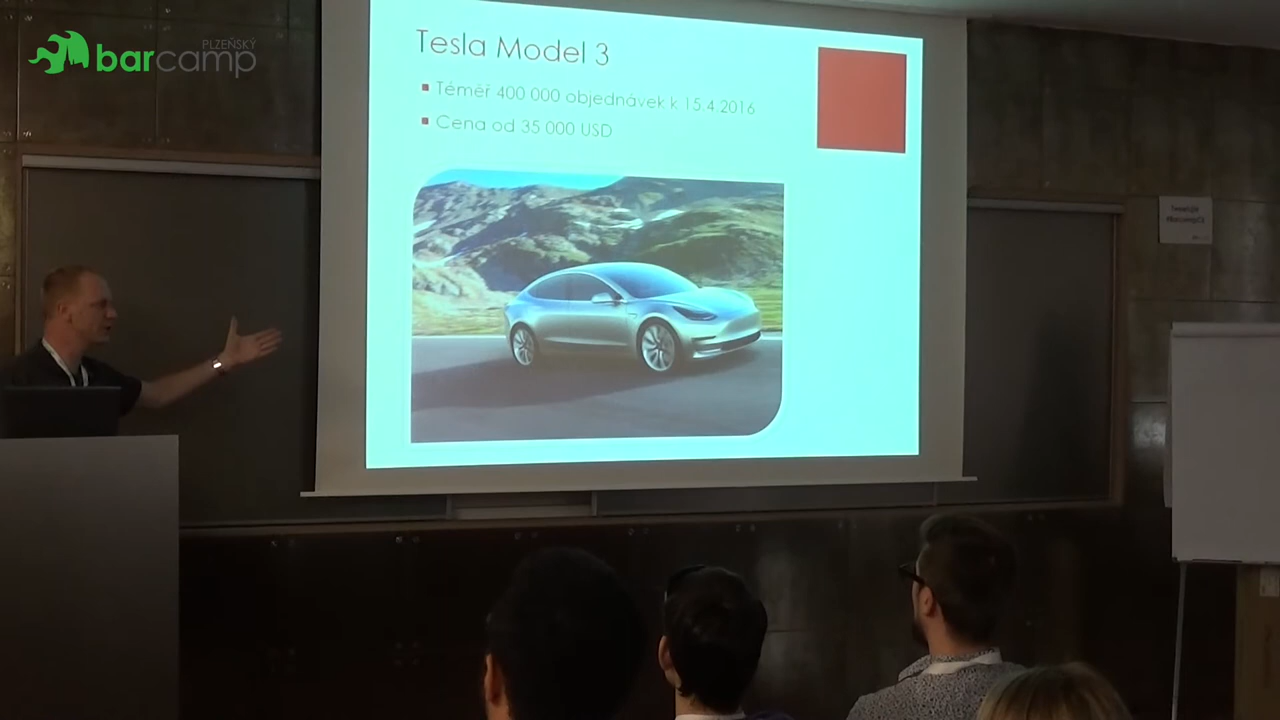 PLZEŇSKÝ
barcamp
Tesla Model 3
Téměř 400 000 objednávek k 15.4.2016
Cena od 35 000 USD